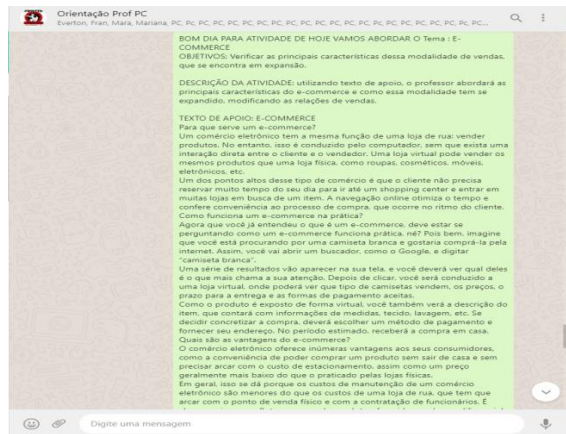 Orientação Prof PC
Everton, Fran, Mara, Mariana, PC, Pc, PC, PC, PC, PC, PC, PC, PC, PC, PC, PC, PC, PC, Pc, PC, PC, PC, PC, Pc, PC...
BOM DIA PARA ATIVIDADE DE HOJE VAMOS ABORDAR O Tema : E-
COMMERCE
OBJETIVOS: Verificar as principais características dessa modalidade de vendas,
que se encontra em expansão.
DESCRIÇÃO DA ATIVIDADE: utilizando texto de apoio, o professor abordará as
principais características do e-commerce e como essa modalidade tem se
expandido, modificando as relações de vendas.
TEXTO DE APOIO: E-COMMERCE
Para que serve um e-commerce?
Um comércio eletrônico tem a mesma função de uma loja de rua: vender
produtos. No entanto, isso é conduzido pelo computador, sem que exista uma
interação direta entre o cliente e o vendedor. Uma loja virtual pode vender os
mesmos produtos que uma loja física, como roupas, cosméticos, móveis,
eletrônicos, etc.
Um dos pontos altos desse tipo de comércio é que o cliente não precisa
reservar muito tempo do seu dia para ir até um shopping center e entrar em
muitas lojas em busca de um item. A navegação online otimiza o tempo e
confere conveniência ao processo de compra, que ocorre no ritmo do cliente.
Como funciona um e-commerce na prática?
Agora que você já entendeu o que é um e-commerce, deve estar se
perguntando como um e-commerce funciona prática, né? Pois bem, imagine
que você está procurando por uma camiseta branca e gostaria comprá-la pela
internet. Assim, você vai abrir um buscador, como o Google, e digitar
"camiseta branca".
Uma série de resultados vão aparecer na sua tela, e você deverá ver qual deles
é o que mais chama a sua atenção. Depois de clicar, você será conduzido a
uma loja virtual, onde poderá ver que tipo de camisetas vendem, os preços, o
prazo para a entrega e as formas de pagamento aceitas.
Como o produto é exposto de forma virtual, você também verá a descrição do
item, que contará com informações de medidas, tecido, lavagem, etc. Se
decidir concretizar a compra, deverá escolher um método de pagamento e
fornecer seu endereço. No período estimado, receberá a compra em casa.
Quais são as vantagens do e-commerce?
O comércio eletrônico oferece inúmeras vantagens aos seus consumidores,
como a conveniência de poder comprar um produto sem sair de casa e sem
precisar arcar com o custo de estacionamento, assim como um preço
geralmente mais baixo do que o praticado pelas lojas físicas.
Em geral, isso se dá porque os custos de manutenção de um comércio
eletrônico são menores do que os custos de uma loja de rua, que tem que
arcar com o ponto de venda físico e com a contratação de funcionários. É
Digite uma mensagem